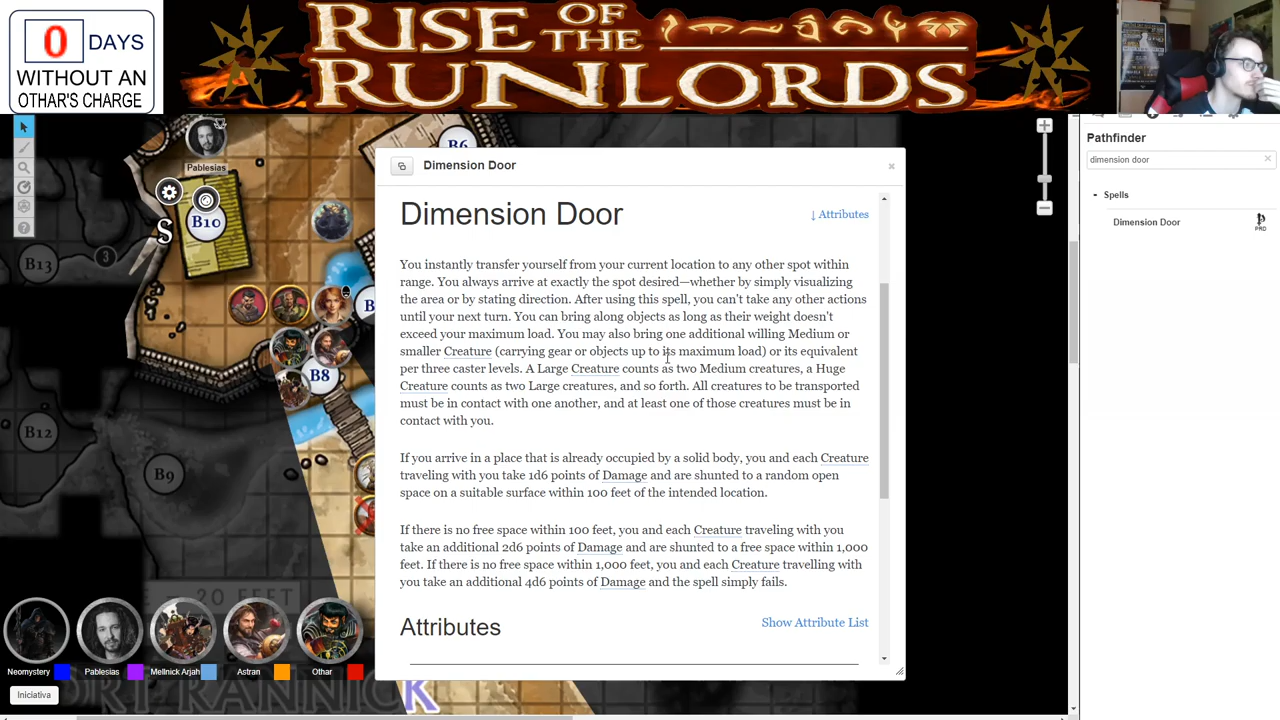 0 DAYS
WITHOUT AN
OTHAR'S CHARGE
RISE OF THE
RUNLORDS
Pablesias
B6
B10
S
B13
3
B
B8
B12
B9
= 20 FEET
ORT RANNICK
Dimension Door
Dimension Door
↓ Attributes
You instantly transfer yourself from your current location to any other spot within
range. You always arrive at exactly the spot desired—whether by simply visualizing
the area or by stating direction. After using this spell, you can't take any other actions
until your next turn. You can bring along objects as long as their weight doesn't
exceed your maximum load. You may also bring one additional willing Medium or
smaller Creature (carrying gear or objects up to its maximum load) or its equivalent
per three caster levels. A Large Creature counts as two Medium creatures, a Huge
Creature counts as two Large creatures, and so forth. All creatures to be transported
must be in contact with one another, and at least one of those creatures must be in
contact with you.
If you arrive in a place that is already occupied by a solid body, you and each Creature
traveling with you take 1d6 points of Damage and are shunted to a random open
space on a suitable surface within 100 feet of the intended location.
If there is no free space within 100 feet, you and each Creature traveling with you
take an additional 2d6 points of Damage and are shunted to a free space within 1,000
feet. If there is no free space within 1,000 feet, you and each Creature travelling with
you take an additional 4d6 points of Damage and the spell simply fails.
Attributes
Show Attribute List
Pathfinder
dimension door
Spells
Dimension Door
PRD
Neomystery
Pablesias
Mellnick Arjah
Astran
Othar
Iniciativa